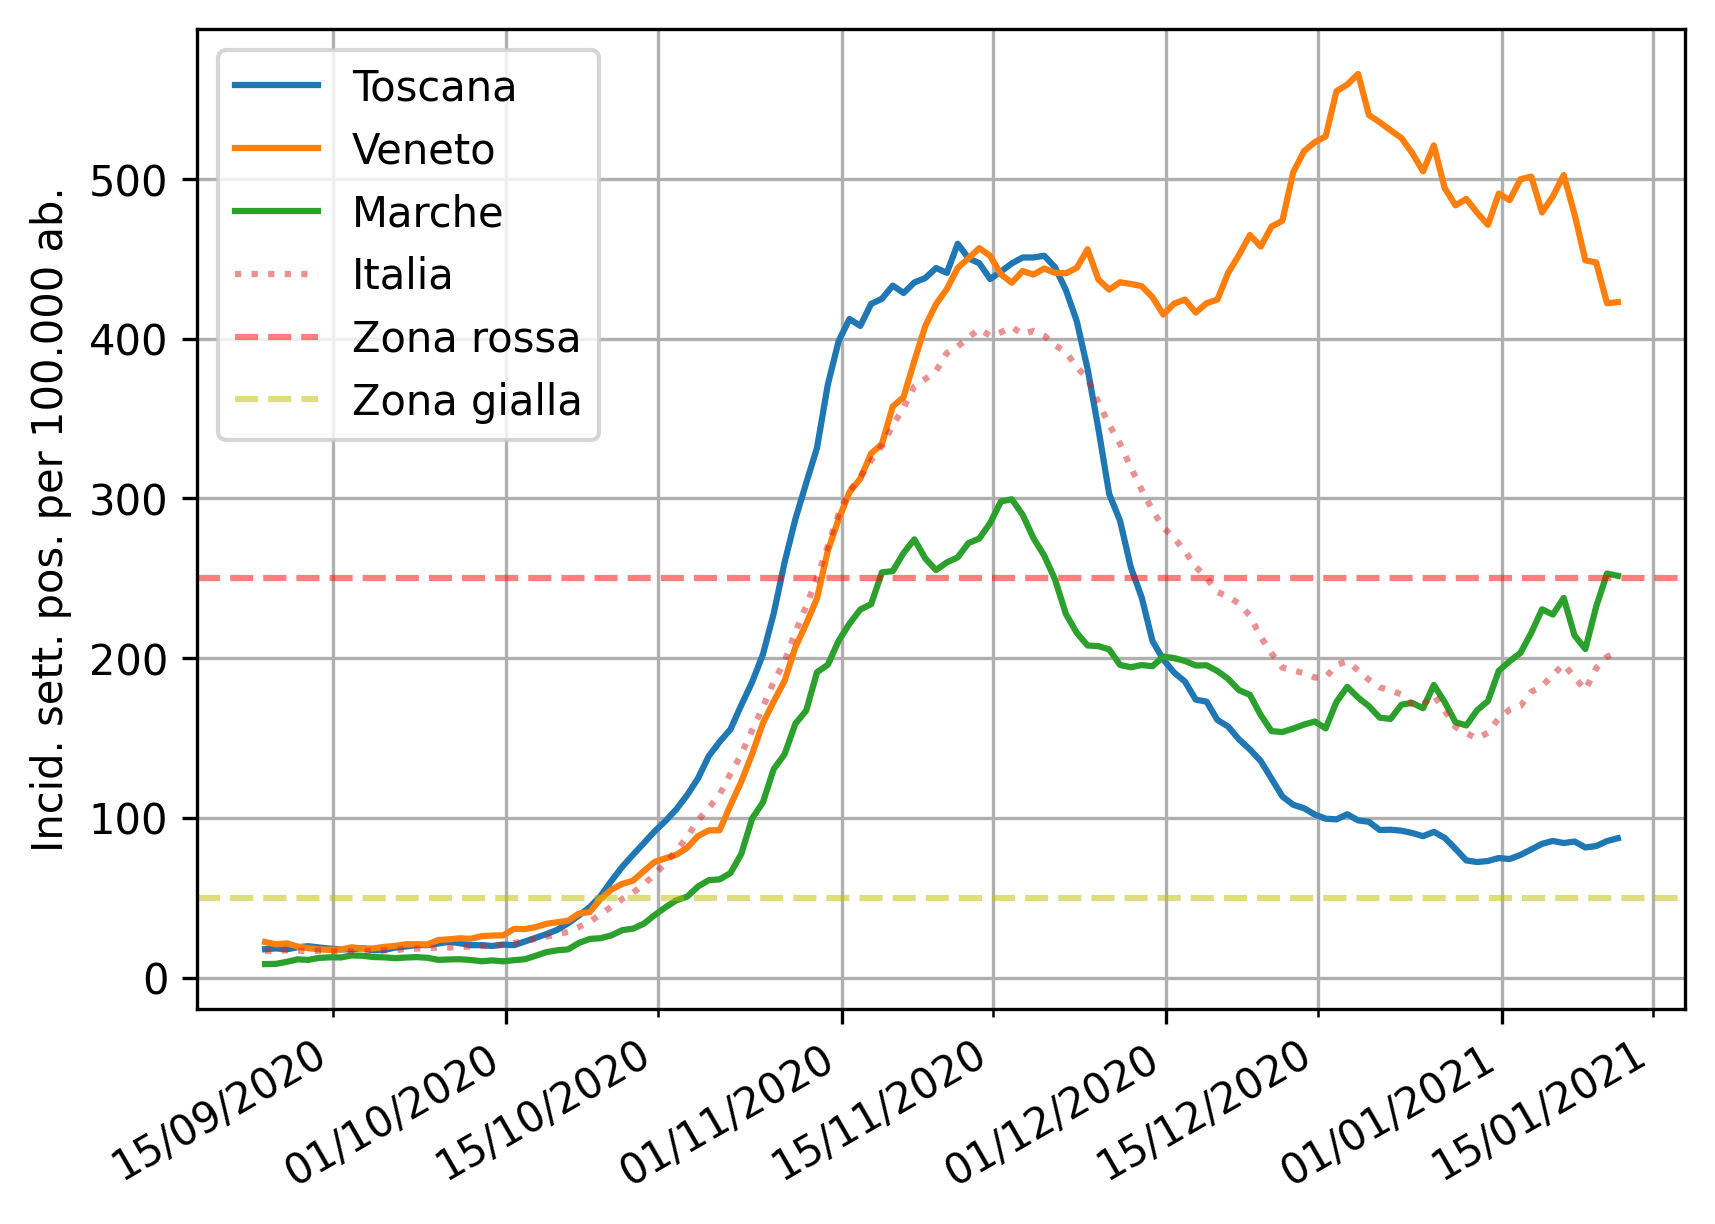 Toscana
Veneto
Marche
Italia
Zona rossa
Zona gialla
Incid. sett. pos. per 100.000 ab.
500
400
300
200
100
0
15/09/2020
01/10/2020
15/10/2020
01/11/2020
15/11/2020
01/12/2020
15/12/2020
01/01/2021
15/01/2021